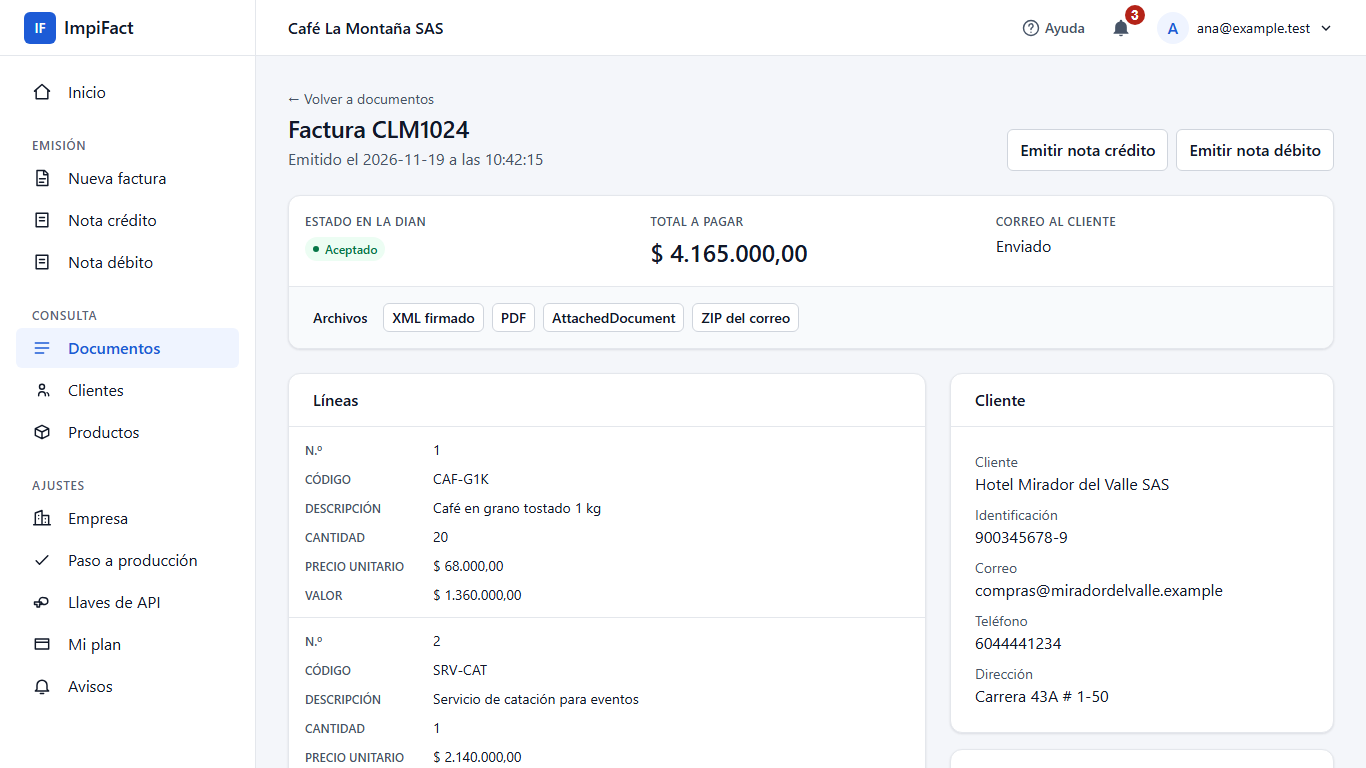 IF ImpiFact
Café La Montaña SAS
Ayuda
3
A
ana@example.test
Inicio
EMISIÓN
Nueva factura
Nota crédito
Nota débito
CONSULTA
Documentos
Clientes
Productos
AJUSTES
Empresa
Paso a producción
Llaves de API
Mi plan
Avisos
← Volver a documentos
Factura CLM1024
Emitido el 2026-11-19 a las 10:42:15
Emitir nota crédito
Emitir nota débito
ESTADO EN LA DIAN
Aceptado
TOTAL A PAGAR
$ 4.165.000,00
CORREO AL CLIENTE
Enviado
Archivos
XML firmado
PDF
AttachedDocument
ZIP del correo
Líneas
N.º 1
CÓDIGO CAF-G1K
DESCRIPCIÓN Café en grano tostado 1 kg
CANTIDAD 20
PRECIO UNITARIO $ 68.000,00
VALOR $ 1.360.000,00
N.º 2
CÓDIGO SRV-CAT
DESCRIPCIÓN Servicio de catación para eventos
CANTIDAD 1
PRECIO UNITARIO $ 2.140.000,00
Cliente
Cliente
Hotel Mirador del Valle SAS
Identificación
900345678-9
Correo
compras@miradordelvalle.example
Teléfono
6044441234
Dirección
Carrera 43A # 1-50